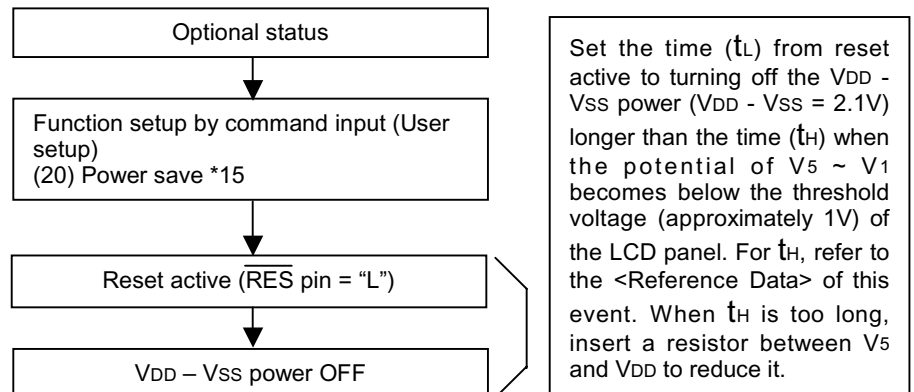 Optional status
Function setup by command input (User
setup)
(20) Power save *15
Reset active (R̅E̅S̅ pin = “L”)
VDD – VSS power OFF
Set the time (tL) from reset
active to turning off the VDD -
VSS power (VDD - VSS = 2.1V)
longer than the time (tH) when
the potential of V5 ~ V1
becomes below the threshold
voltage (approximately 1V) of
the LCD panel. For tH, refer to
the <Reference Data> of this
event. When tH is too long,
insert a resistor between V5
and VDD to reduce it.